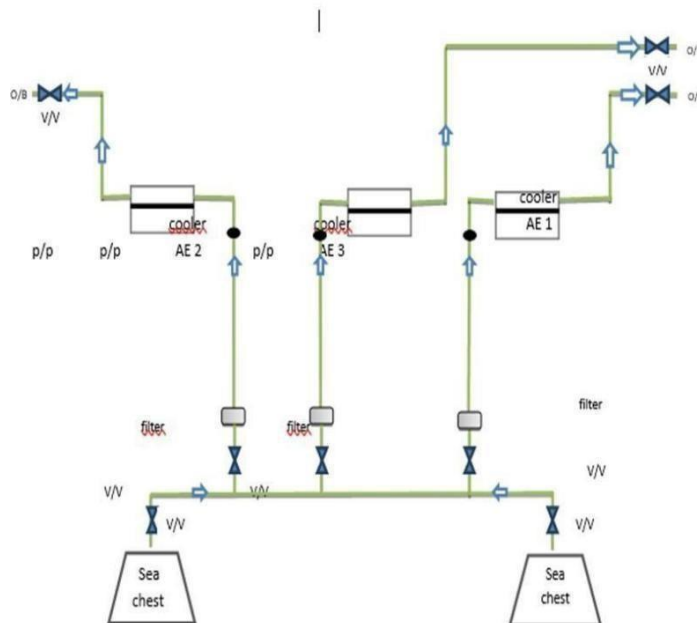 O/
V/V
O/B
O/
V/V
cooler
cooler
cooler
p/p
p/p
AE 2
p/p
AE 3
AE 1
filter
filter
filter
V/V
V/V
V/V
V/V
V/V
Sea
chest
Sea
chest